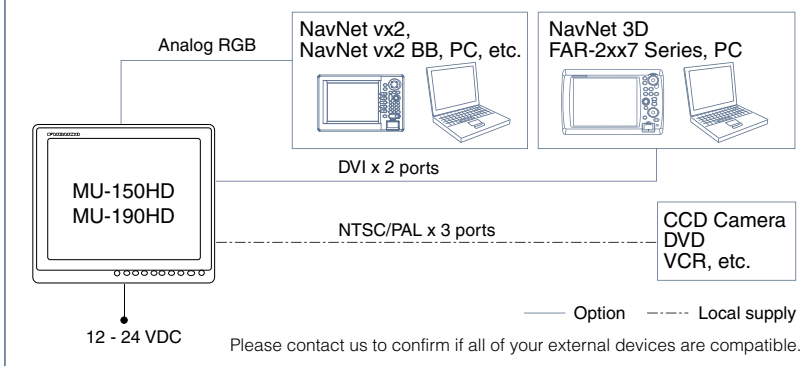 Analog RGB
NavNet vx2,
NavNet vx2 BB, PC, etc.
NavNet 3D
FAR-2xx7 Series, PC
DVI x 2 ports
FURUNO
MU-150HD
MU-190HD
NTSC/PAL x 3 ports
CCD Camera
DVD
VCR, etc.
12 - 24 VDC
Option
Local supply
Please contact us to confirm if all of your external devices are compatible.